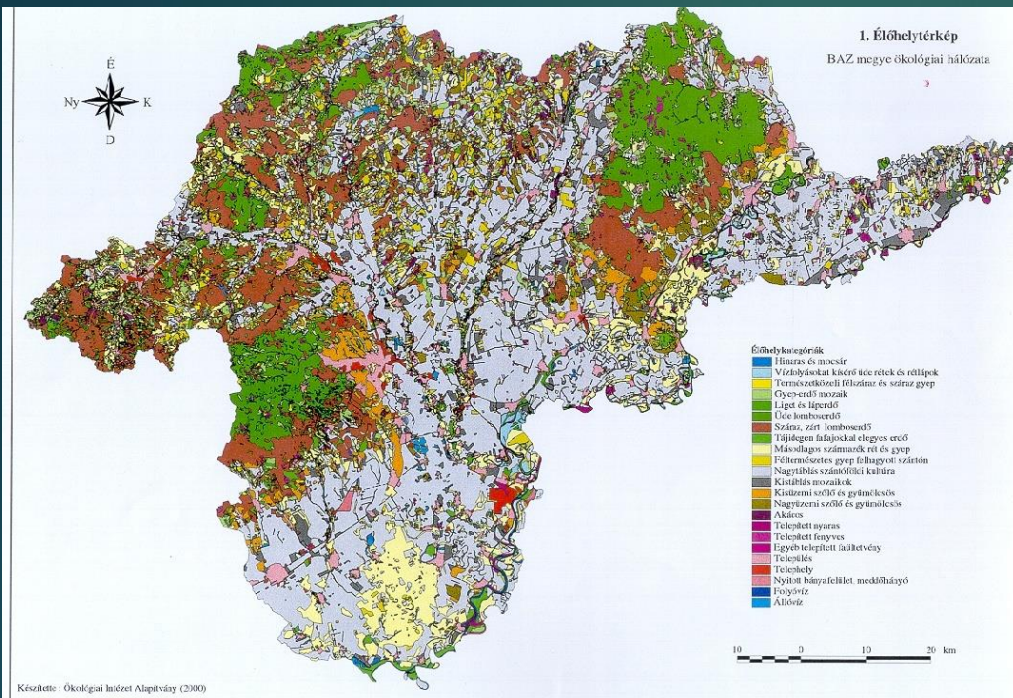 1. Élőhelytérkép
BAZ megye ökológiai hálózata
É
Ny
K
D
Élőhelykategóriák
Hínáras és mocsár
Vízfolyásokat kísérő üde rétek és rétlápok
Természetközeli félszáraz és száraz gyep
Gyep-erdő mozaik
Liget és láperdő
Üde lomboserdő
Száraz, zárt lomboserdő
Tájidegen fafajokkal elegyes erdő
Másodlagos származék rét és gyep
Féltermészetes gyep felhagyott szántón
Nagytáblás szántóföldi kultúra
Kistáblás mozaikok
Kisüzemi szőlő és gyümölcsös
Nagyüzemi szőlő és gyümölcsös
Akácos
Telepített nyaras
Telepített fenyves
Egyéb telepített faültetvény
Település
Telephely
Nyitott bányafelület, meddőhányó
Folyóvíz
Állóvíz
10 0 10 20 km
Készítette : Ökológiai Intézet Alapítvány (2000)